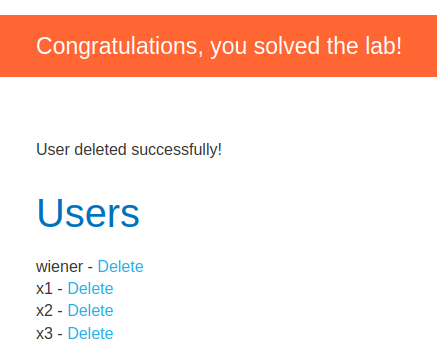 Congratulations, you solved the lab!
User deleted successfully!
Users
wiener - Delete
x1 - Delete
x2 - Delete
x3 - Delete